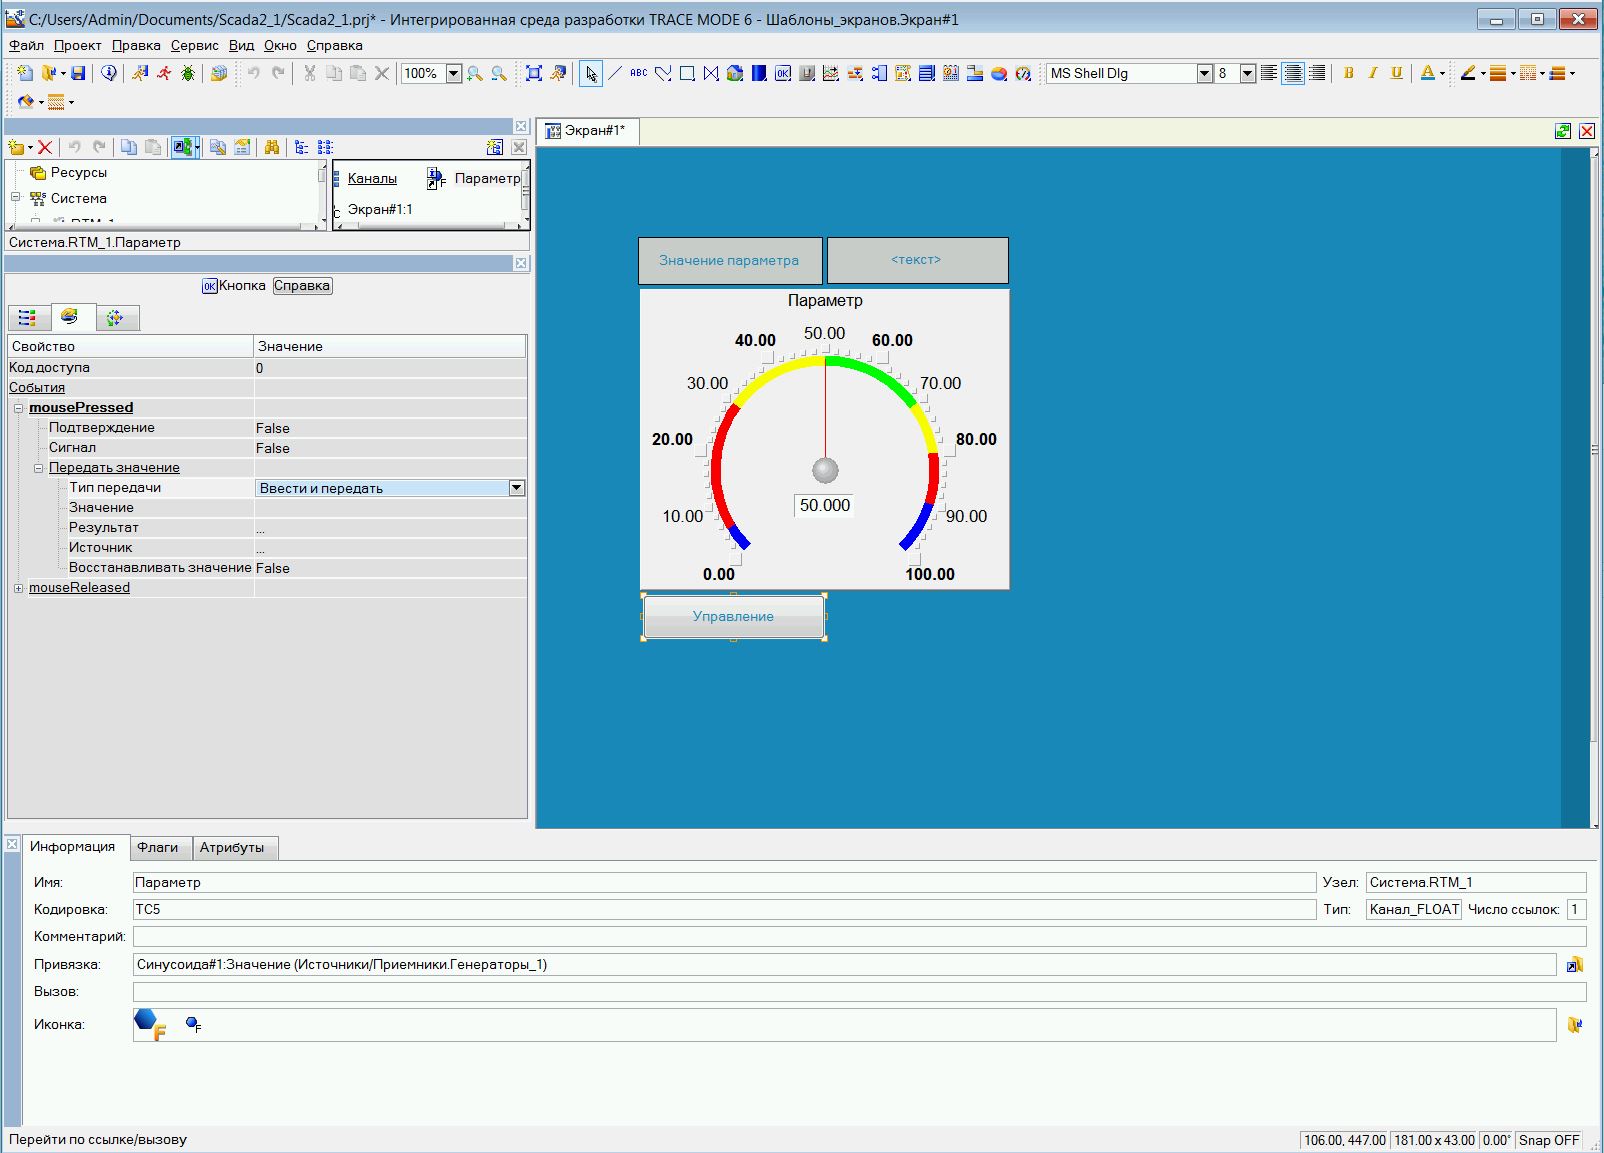 C:/Users/Admin/Documents/Scada2_1/Scada2_1.prj* - Интегрированная среда разработки TRACE MODE 6 - Шаблоны_экранов.Экран#1
Файл Проект Правка Сервис Вид Окно Справка
100% ABC OK MS Shell Dlg 8 B I U A
Экран#1*
Ресурсы
Система
RTM_1
Каналы Параметр
Экран#1:1
Система.RTM_1.Параметр
OK Кнопка Справка
Свойство Значение
Код доступа 0
События
mousePressed
Подтверждение False
Сигнал False
Передать значение
Тип передачи Ввести и передать
Значение
Результат ...
Источник ...
Восстанавливать значение False
mouseReleased
Значение параметра <текст>
Параметр
50.00
40.00 60.00
30.00 70.00
20.00 80.00
50.000
10.00 90.00
0.00 100.00
Управление
Информация Флаги Атрибуты
Имя: Параметр Узел: Система.RTM_1
Кодировка: TC5 Тип: Канал_FLOAT Число ссылок: 1
Комментарий:
Привязка: Синусоида#1:Значение (Источники/Приемники.Генераторы_1)
Вызов:
Иконка: F F
Перейти по ссылке/вызову 106.00, 447.00 181.00 x 43.00 0.00° Snap OFF